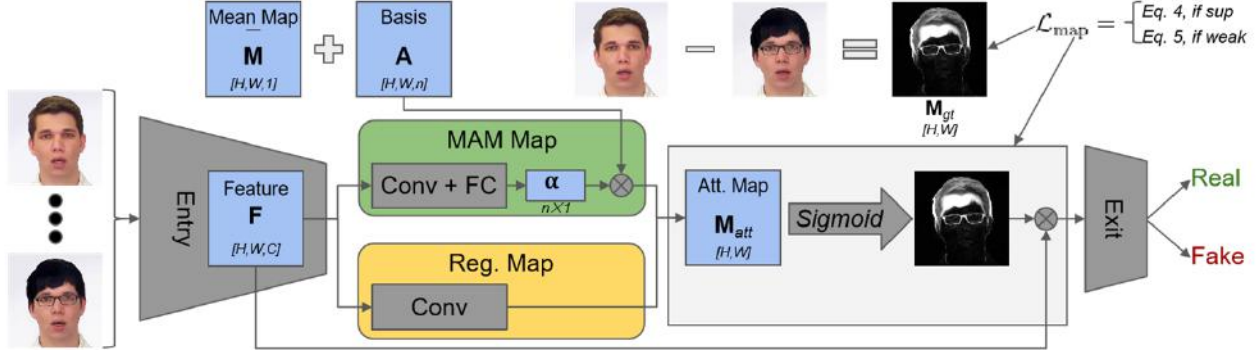 Mean Map
M
[H,W,1]
Basis
A
[H,W,n]
M_gt
[H,W]
ℒ_map = { Eq. 4, if sup
Eq. 5, if weak
Entry
Feature
F
[H,W,C]
MAM Map
Conv + FC
α
n×1
Reg. Map
Conv
Att. Map
M_att
[H,W]
Sigmoid
Exit
Real
Fake